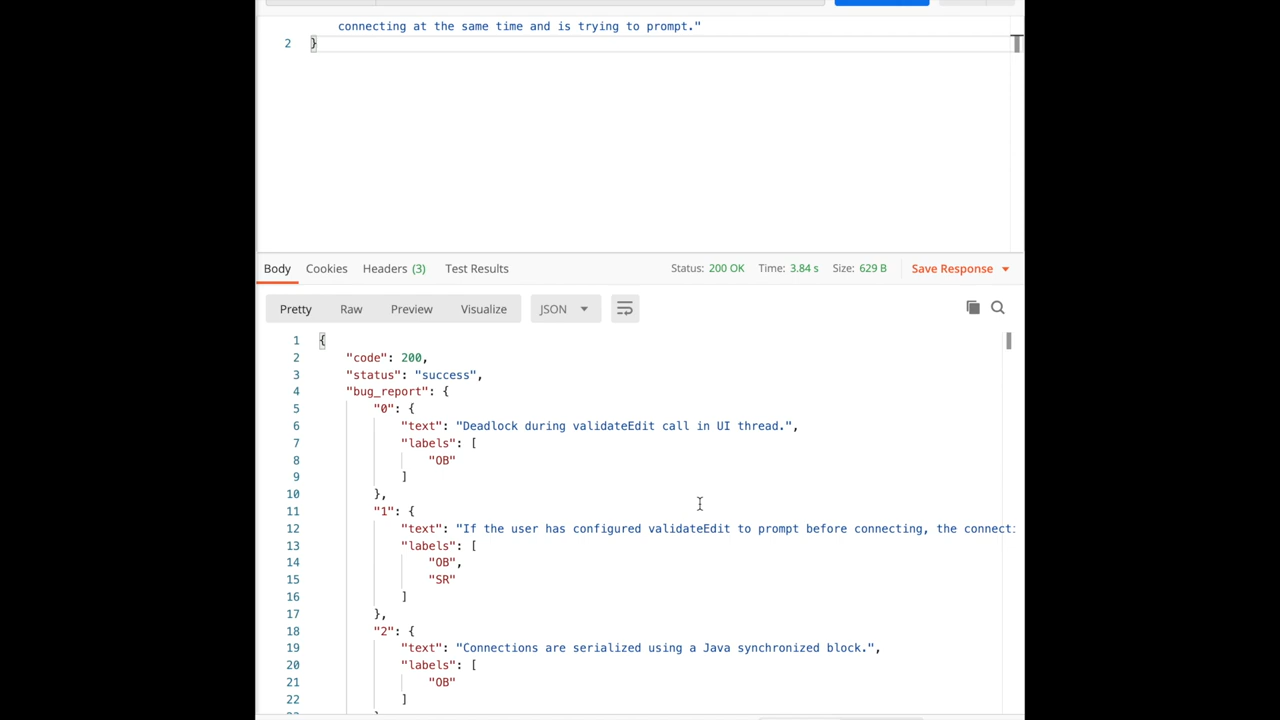 connecting at the same time and is trying to prompt."
2 }
Body Cookies Headers (3) Test Results Status: 200 OK Time: 3.84 s Size: 629 B Save Response
Pretty Raw Preview Visualize JSON
1 {
2 "code": 200,
3 "status": "success",
4 "bug_report": {
5 "0": {
6 "text": "Deadlock during validateEdit call in UI thread.",
7 "labels": [
8 "OB"
9 ]
10 },
11 "1": {
12 "text": "If the user has configured validateEdit to prompt before connecting, the connect
13 "labels": [
14 "OB",
15 "SR"
16 ]
17 },
18 "2": {
19 "text": "Connections are serialized using a Java synchronized block.",
20 "labels": [
21 "OB"
22 ]